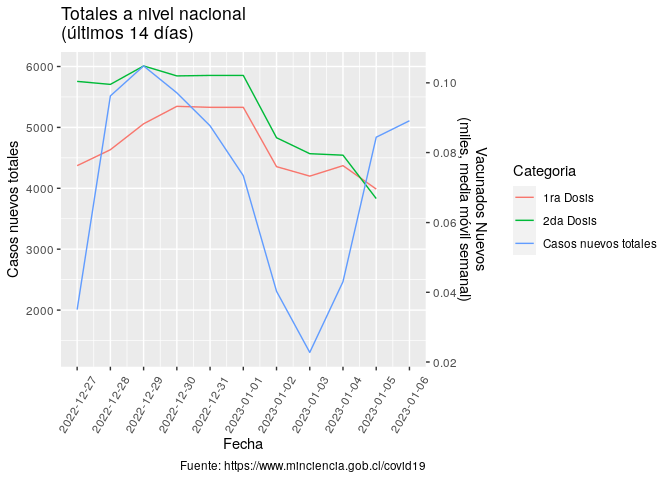 Totales a nivel nacional
(últimos 14 días)
6000
5000
4000
3000
2000
Casos nuevos totales
0.10
0.08
0.06
0.04
0.02
Vacunados Nuevos
(miles, media móvil semanal)
2022-12-27
2022-12-28
2022-12-29
2022-12-30
2022-12-31
2023-01-01
2023-01-02
2023-01-03
2023-01-04
2023-01-05
2023-01-06
Fecha
Categoria
1ra Dosis
2da Dosis
Casos nuevos totales
Fuente: https://www.minciencia.gob.cl/covid19